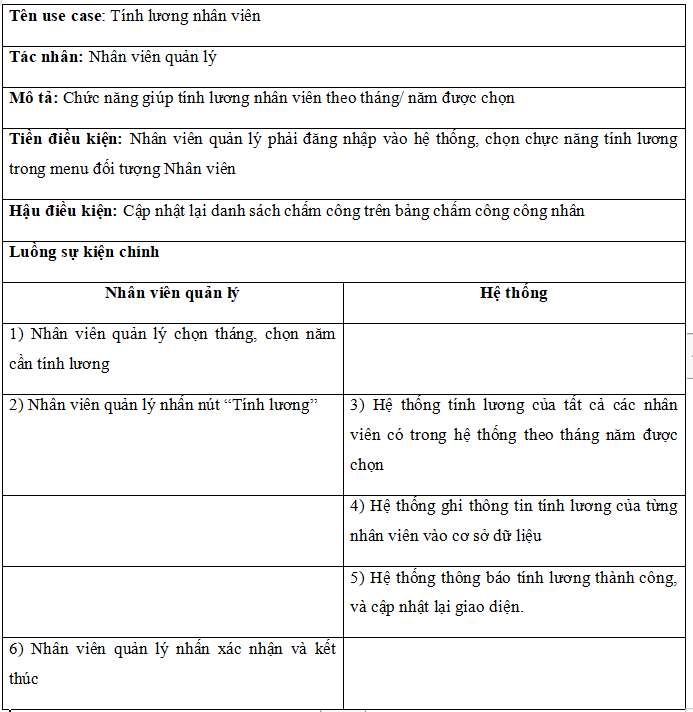 Tên use case: Tính lương nhân viên
Tác nhân: Nhân viên quản lý
Mô tả: Chức năng giúp tính lương nhân viên theo tháng/ năm được chọn
Tiền điều kiện: Nhân viên quản lý phải đăng nhập vào hệ thống, chọn chực năng tính lương
trong menu đối tượng Nhân viên
Hậu điều kiện: Cập nhật lại danh sách chấm công trên bảng chấm công công nhân
Luồng sự kiện chính
Nhân viên quản lý
Hệ thống
1) Nhân viên quản lý chọn tháng, chọn năm
cần tính lương
2) Nhân viên quản lý nhấn nút “Tính lương”
3) Hệ thống tính lương của tất cả các nhân
viên có trong hệ thống theo tháng năm được
chọn
4) Hệ thống ghi thông tin tính lương của từng
nhân viên vào cơ sở dữ liệu
5) Hệ thống thông báo tính lương thành công,
và cập nhật lại giao diện.
6) Nhân viên quản lý nhấn xác nhận và kết
thúc